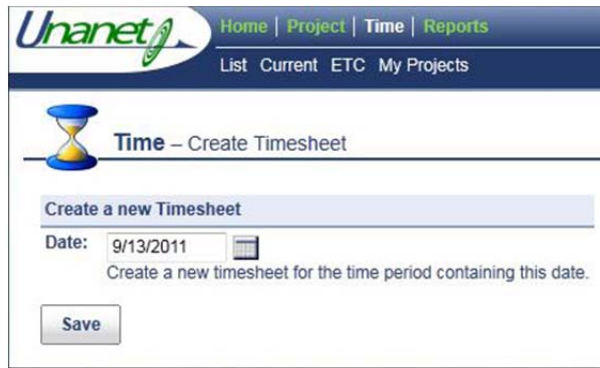 Unanet
Home | Project | Time | Reports
List Current ETC My Projects
Time – Create Timesheet
Create a new Timesheet
Date: 9/13/2011
Create a new timesheet for the time period containing this date.
Save